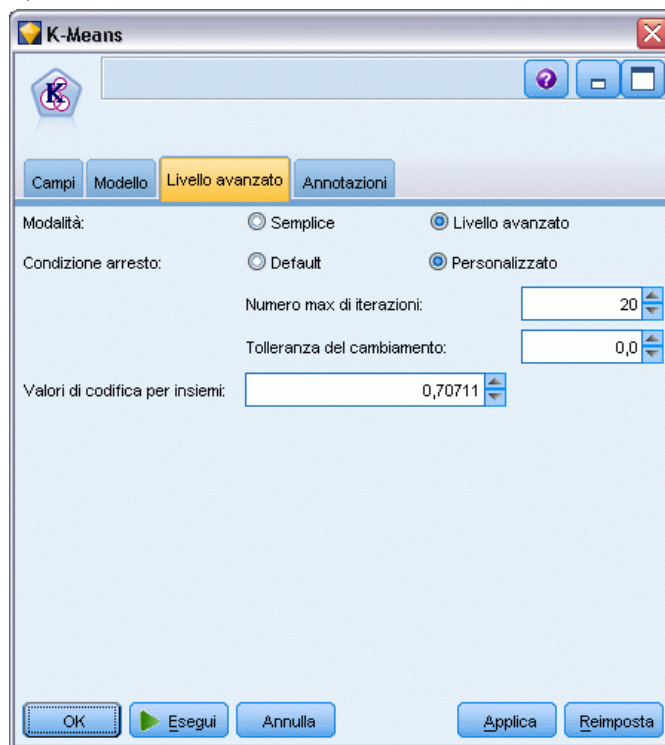 K-Means
Campi Modello Livello avanzato Annotazioni
Modalità: Semplice Livello avanzato
Condizione arresto: Default Personalizzato
Numero max di iterazioni: 20
Tolleranza del cambiamento: 0,0
Valori di codifica per insiemi: 0,70711
OK Esegui Annulla Applica Reimposta